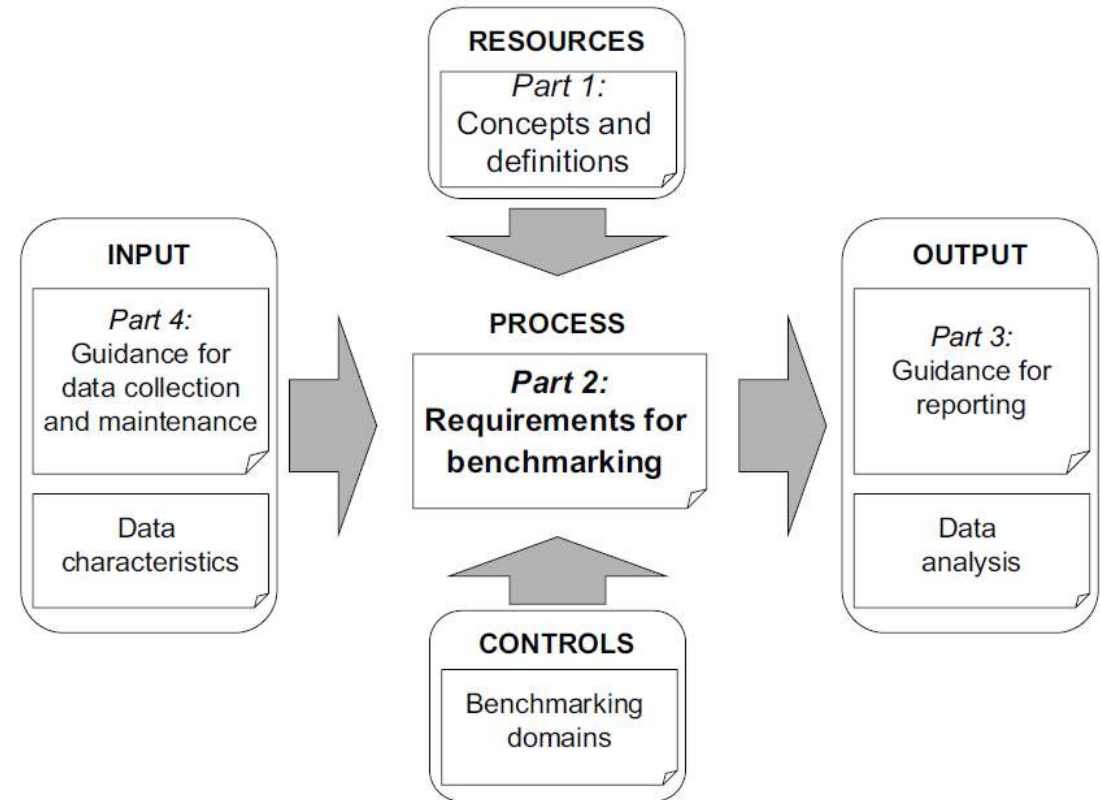 RESOURCES
Part 1:
Concepts and
definitions
INPUT
Part 4:
Guidance for
data collection
and maintenance
Data
characteristics
PROCESS
Part 2:
Requirements for
benchmarking
OUTPUT
Part 3:
Guidance for
reporting
Data
analysis
CONTROLS
Benchmarking
domains